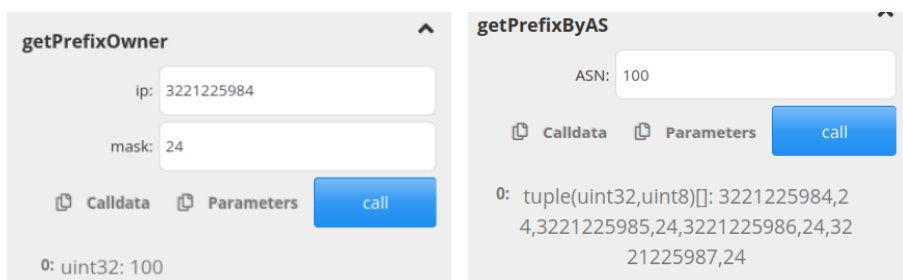 getPrefixOwner
ip: 3221225984
mask: 24
Calldata Parameters call
0: uint32: 100
getPrefixByAS
ASN: 100
Calldata Parameters call
0: tuple(uint32,uint8)[]: 3221225984,2
4,3221225985,24,3221225986,24,32
21225987,24